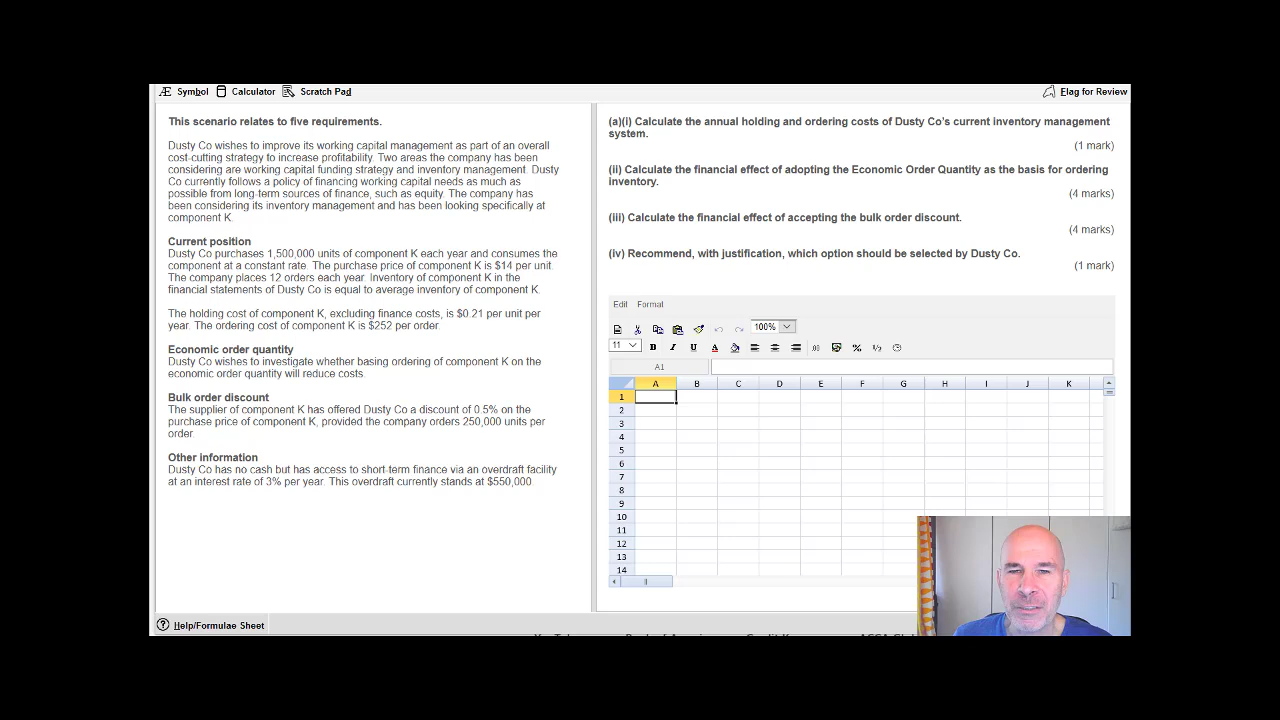 Symbol Calculator Scratch Pad Flag for Review
This scenario relates to five requirements.
Dusty Co wishes to improve its working capital management as part of an overall
cost-cutting strategy to increase profitability. Two areas the company has been
considering are working capital funding strategy and inventory management. Dusty
Co currently follows a policy of financing working capital needs as much as
possible from long-term sources of finance, such as equity. The company has
been considering its inventory management and has been looking specifically at
component K.
Current position
Dusty Co purchases 1,500,000 units of component K each year and consumes the
component at a constant rate. The purchase price of component K is $14 per unit.
The company places 12 orders each year. Inventory of component K in the
financial statements of Dusty Co is equal to average inventory of component K.
The holding cost of component K, excluding finance costs, is $0.21 per unit per
year. The ordering cost of component K is $252 per order.
Economic order quantity
Dusty Co wishes to investigate whether basing ordering of component K on the
economic order quantity will reduce costs.
Bulk order discount
The supplier of component K has offered Dusty Co a discount of 0.5% on the
purchase price of component K, provided the company orders 250,000 units per
order.
Other information
Dusty Co has no cash but has access to short-term finance via an overdraft facility
at an interest rate of 3% per year. This overdraft currently stands at $550,000.
Help/Formulae Sheet
(a)(i) Calculate the annual holding and ordering costs of Dusty Co's current inventory management
system.
(1 mark)
(ii) Calculate the financial effect of adopting the Economic Order Quantity as the basis for ordering
inventory.
(4 marks)
(iii) Calculate the financial effect of accepting the bulk order discount.
(4 marks)
(iv) Recommend, with justification, which option should be selected by Dusty Co.
(1 mark)
Edit Format
100%
11 B I U A .00 % ½
A1
A B C D E F G H I J K
1
2
3
4
5
6
7
8
9
10
11
12
13
14